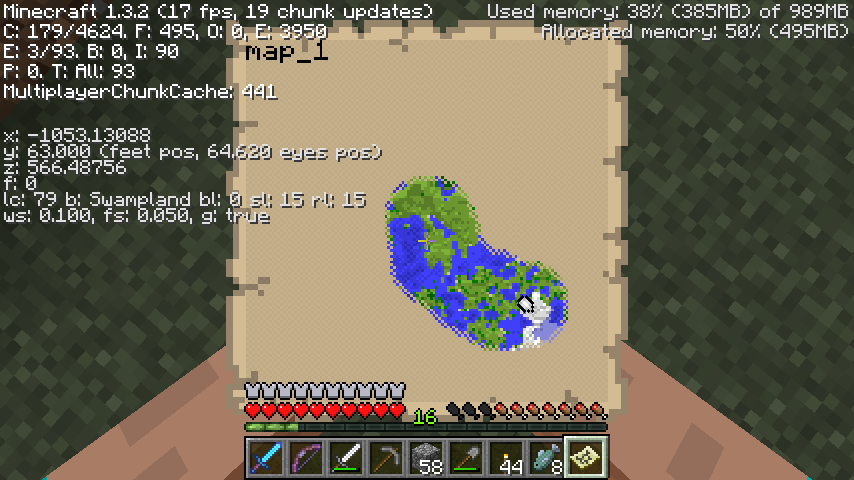 Minecraft 1.3.2 (17 fps, 19 chunk updates)
Used memory: 38% (385MB) of 989MB
C: 179/4624. F: 495, O: 0, E: 3950
Allocated memory: 50% (495MB)
E: 3/93. B: 0, I: 90
map_1
P: 0. T: All: 93
MultiplayerChunkCache: 441
x: -1053.13088
y: 63.000 (feet pos, 64.620 eyes pos)
z: 566.48756
f: 0
lc: 79 b: Swampland bl: 0 sl: 15 rl: 15
ws: 0.100, fs: 0.050, g: true
16
58
44
8